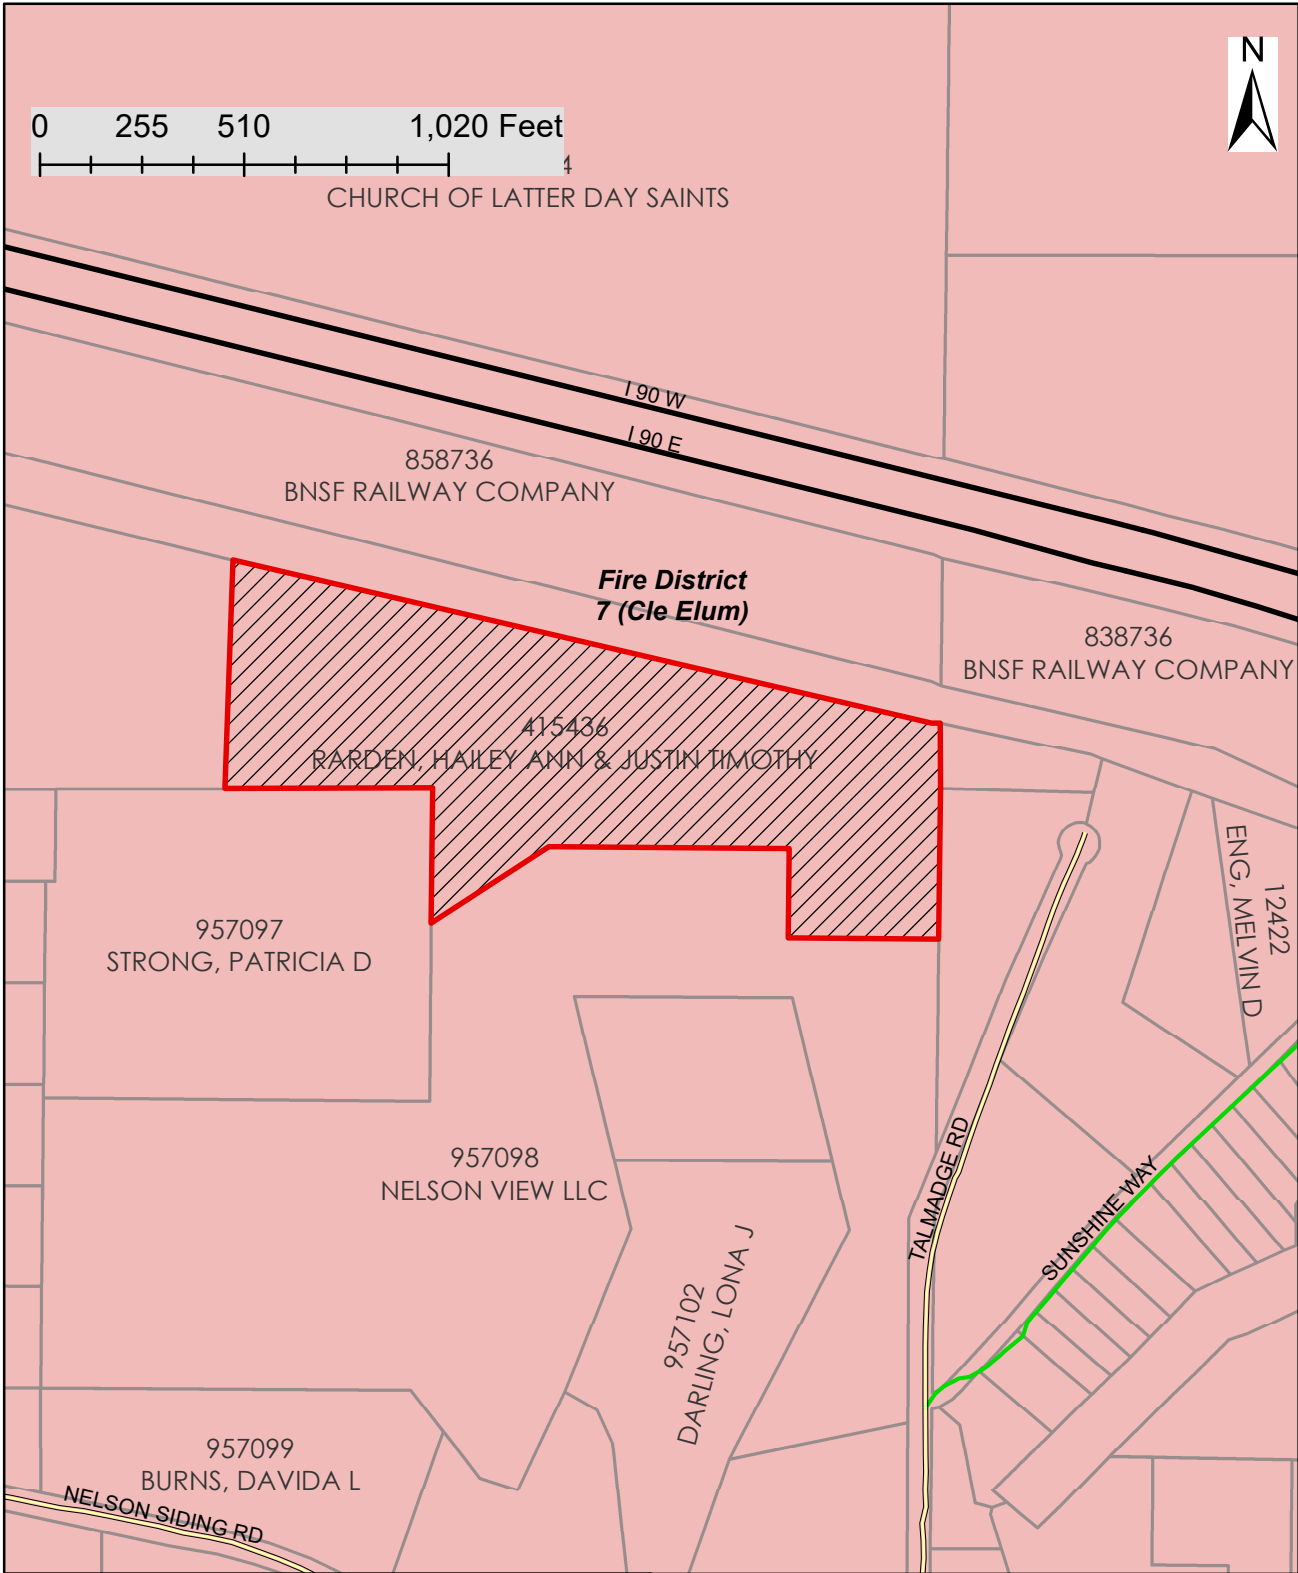 N
0 255 510 1,020 Feet
4
CHURCH OF LATTER DAY SAINTS
I 90 W
I 90 E
858736
BNSF RAILWAY COMPANY
Fire District
7 (Cle Elum)
838736
BNSF RAILWAY COMPANY
415436
RARDEN, HAILEY ANN & JUSTIN TIMOTHY
12422
ENG, MELVIN D
957097
STRONG, PATRICIA D
957098
NELSON VIEW LLC
TALMADGE RD
SUNSHINE WAY
957102
DARLING, LONA J
957099
BURNS, DAVIDA L
NELSON SIDING RD